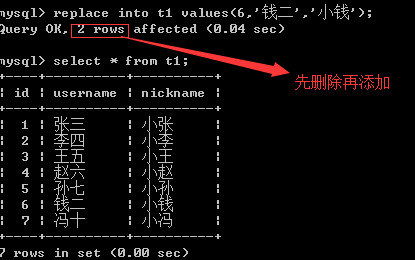 mysql> replace into t1 values(6,'钱二','小钱');
Query OK, 2 rows affected (0.04 sec)
mysql> select * from t1;
先删除再添加
+----+----------+----------+
| id | username | nickname |
+----+----------+----------+
| 1 | 张三 | 小张 |
| 2 | 李四 | 小李 |
| 3 | 王五 | 小王 |
| 4 | 赵六 | 小赵 |
| 5 | 孙七 | 小孙 |
| 6 | 钱二 | 小钱 |
| 7 | 冯十 | 小冯 |
+----+----------+----------+
7 rows in set (0.00 sec)